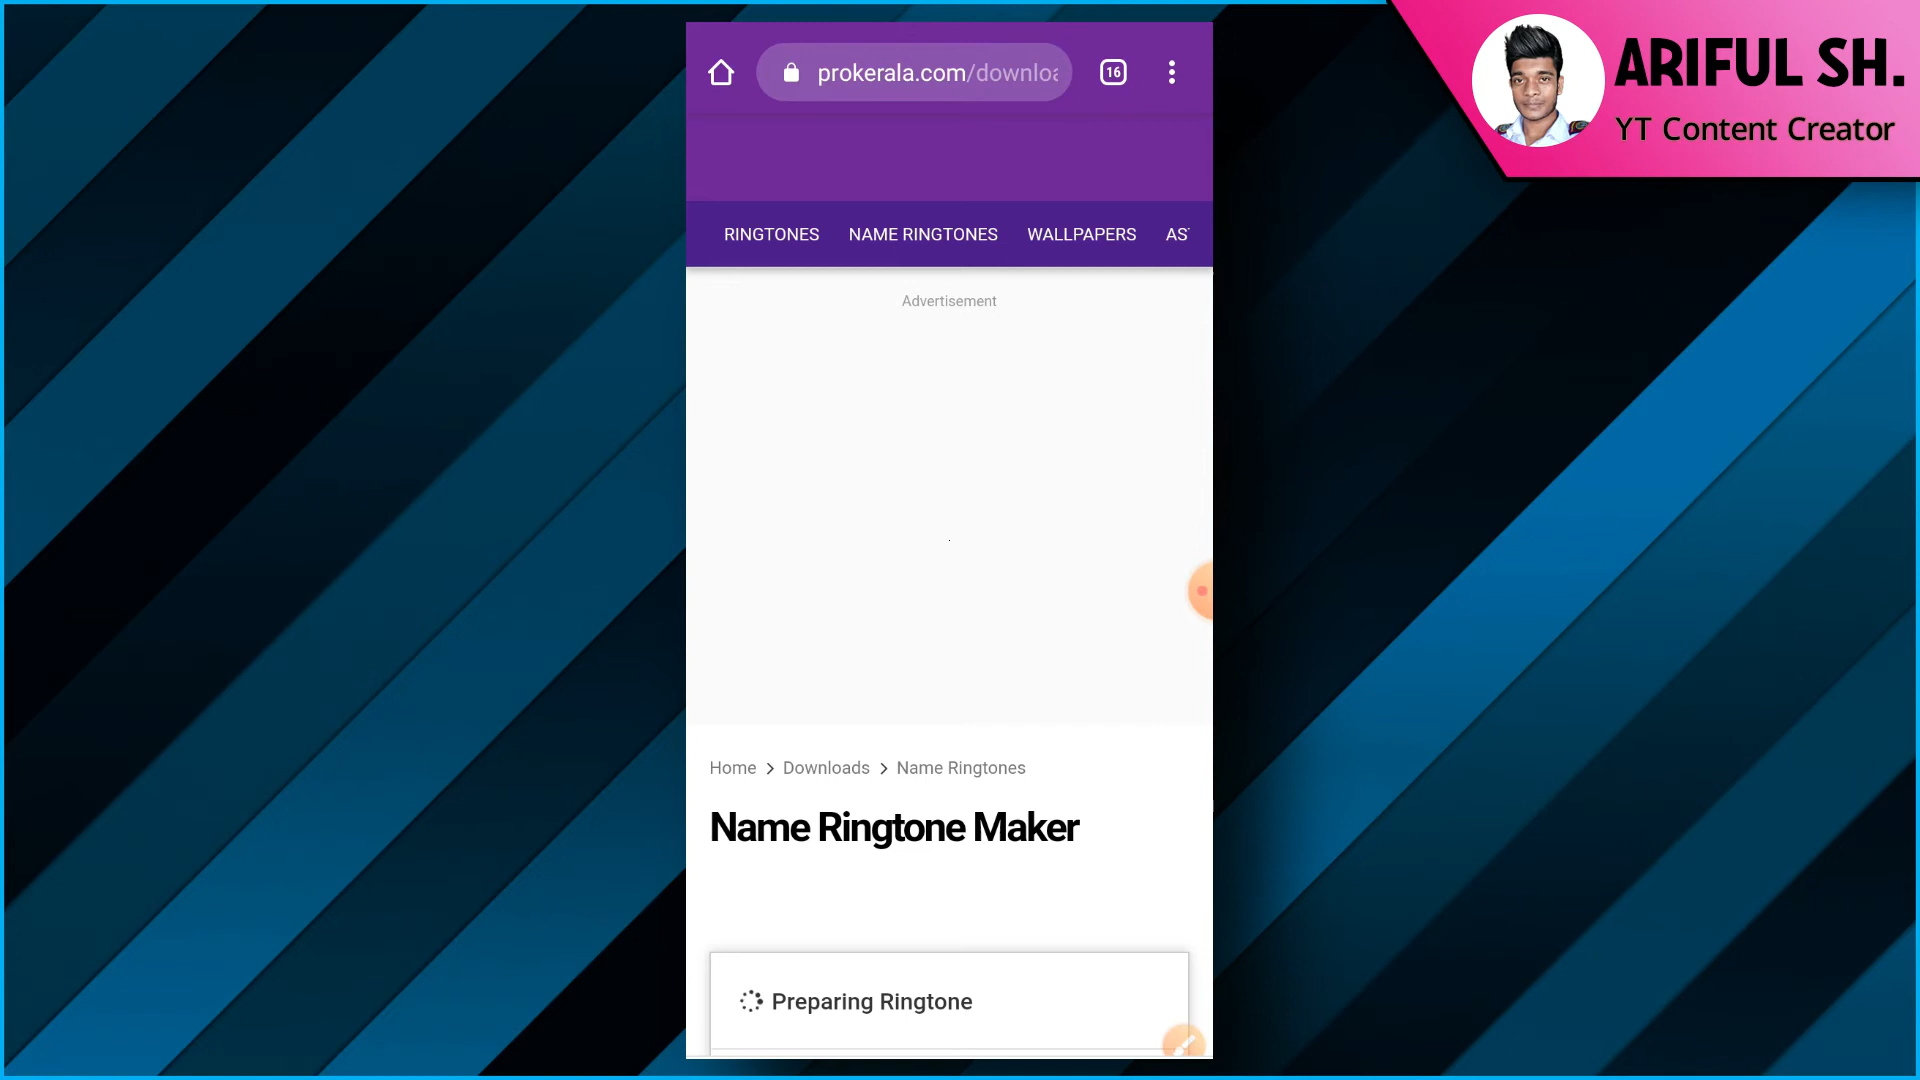 prokerala.com/downloa
16
ARIFUL SH.
YT Content Creator
RINGTONES NAME RINGTONES WALLPAPERS AS
Advertisement
Home > Downloads > Name Ringtones
Name Ringtone Maker
Preparing Ringtone